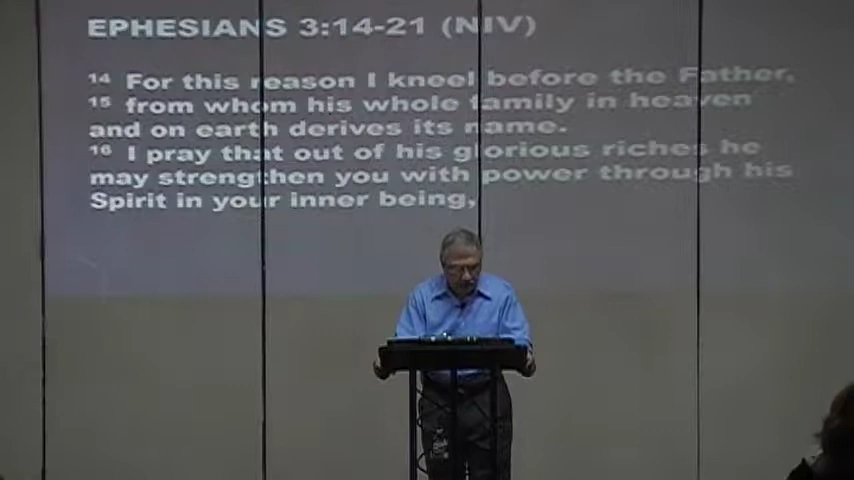 EPHESIANS 3:14-21 (NIV)
14 For this reason I kneel before the Father,
15 from whom his whole family in heaven
and on earth derives its name.
16 I pray that out of his glorious riches he
may strengthen you with power through his
Spirit in your inner being,